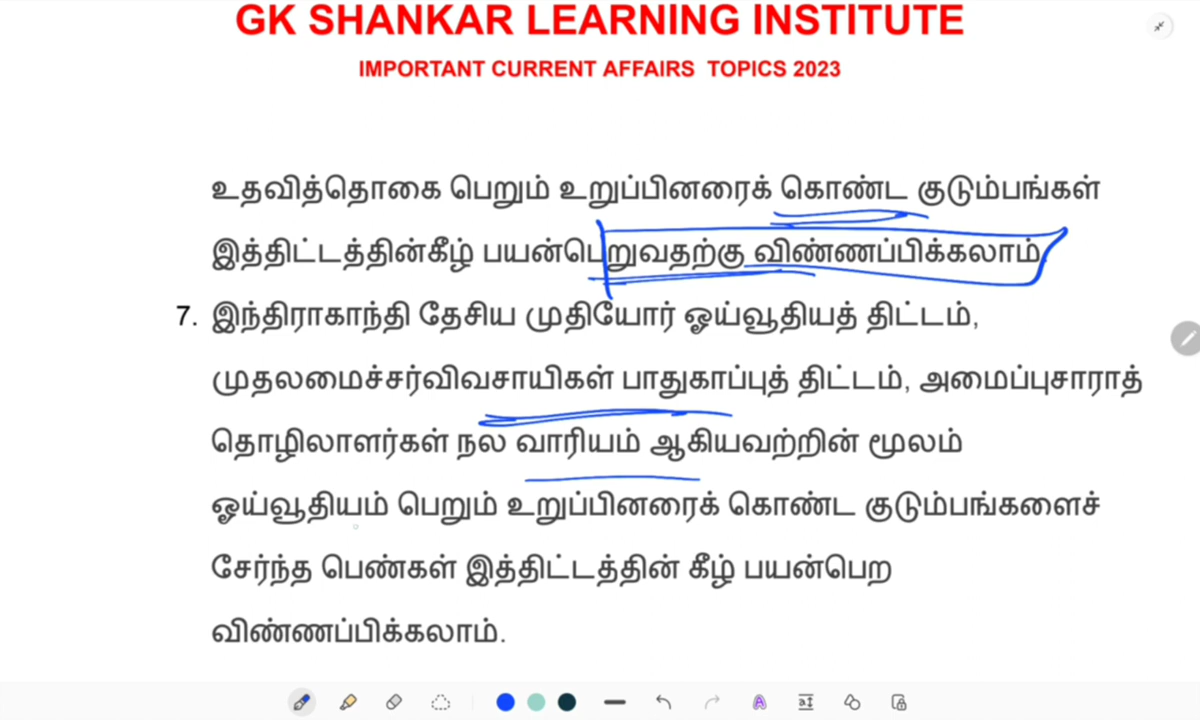 GK SHANKAR LEARNING INSTITUTE
IMPORTANT CURRENT AFFAIRS TOPICS 2023
உதவித்தொகை பெறும் உறுப்பினரைக் கொண்ட குடும்பங்கள்
இத்திட்டத்தின்கீழ் பயன்பெறுவதற்கு விண்ணப்பிக்கலாம்.
7. இந்திராகாந்தி தேசிய முதியோர் ஓய்வூதியத் திட்டம்,
முதலமைச்சர்விவசாயிகள் பாதுகாப்புத் திட்டம், அமைப்புசாராத்
தொழிலாளர்கள் நல வாரியம் ஆகியவற்றின் மூலம்
ஓய்வூதியம் பெறும் உறுப்பினரைக் கொண்ட குடும்பங்களைச்
சேர்ந்த பெண்கள் இத்திட்டத்தின் கீழ் பயன்பெற
விண்ணப்பிக்கலாம்.